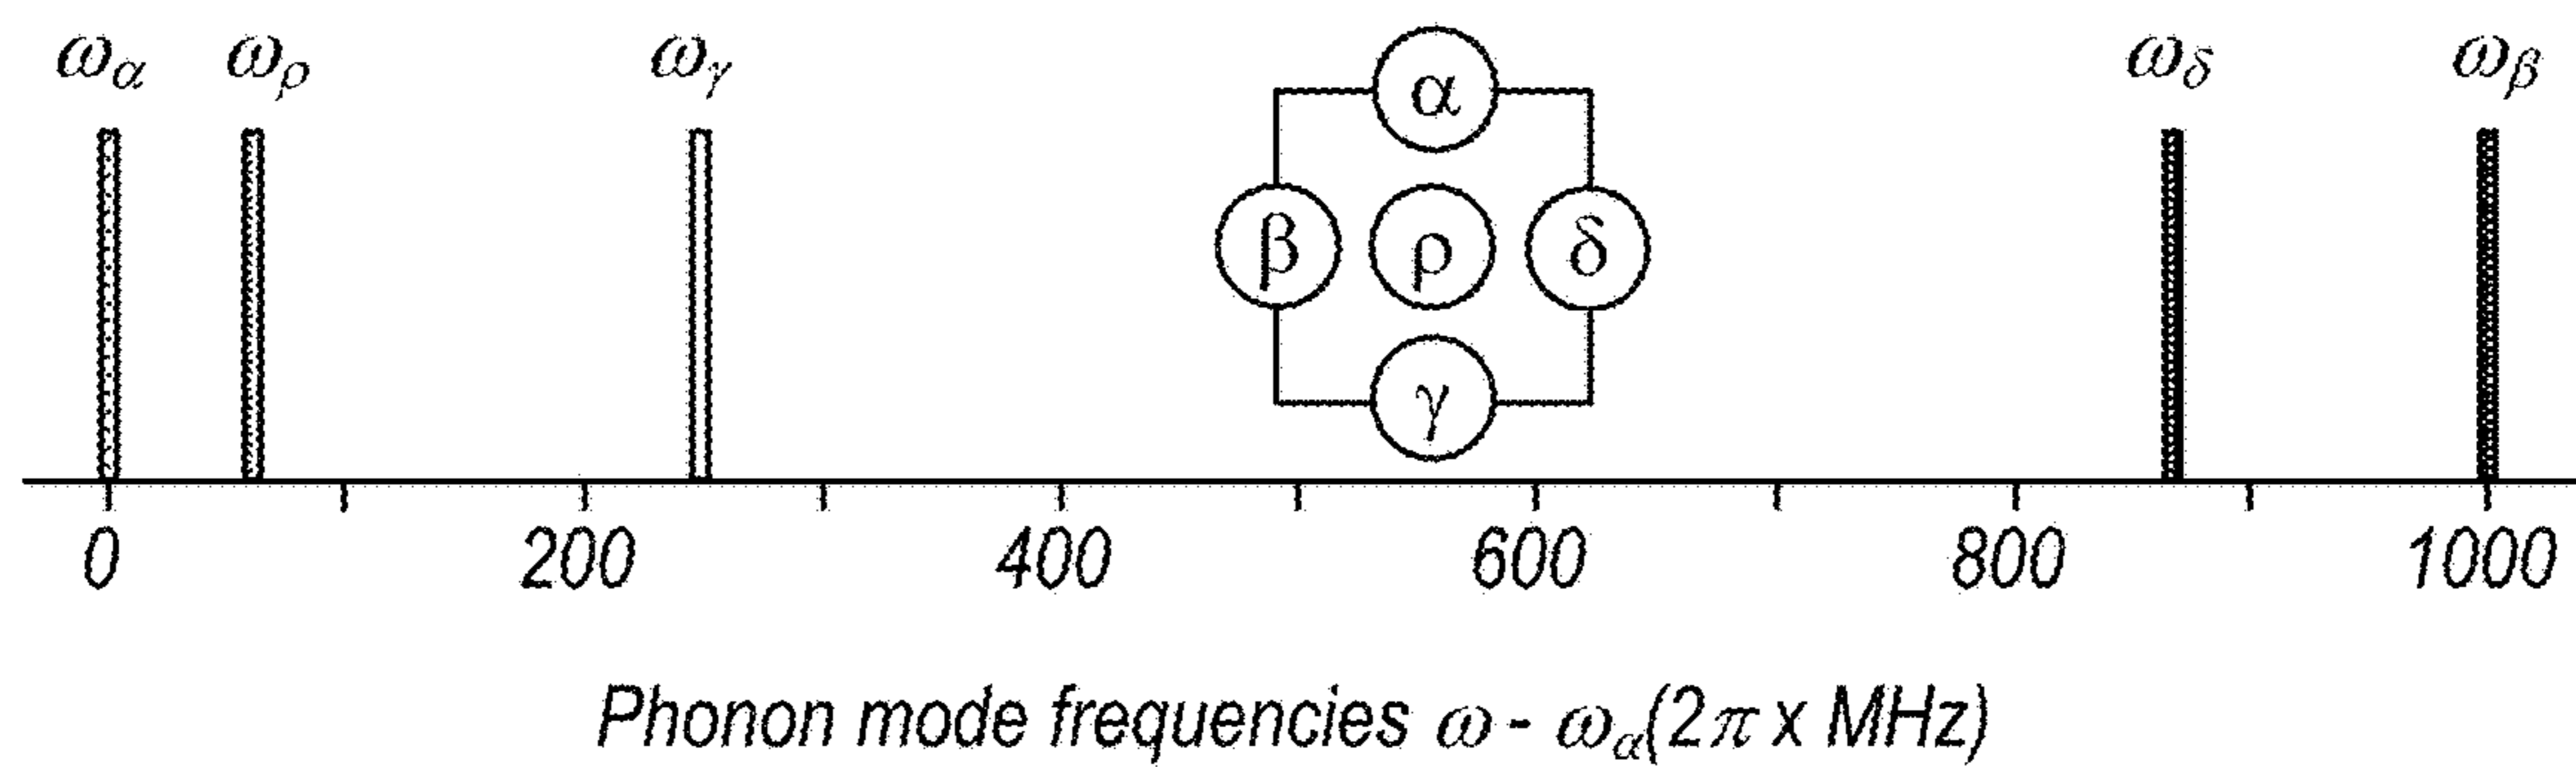 ωα ωρ ωγ ωδ ωβ
α
β ρ δ
γ
0 200 400 600 800 1000
Phonon mode frequencies ω - ωα(2π x MHz)